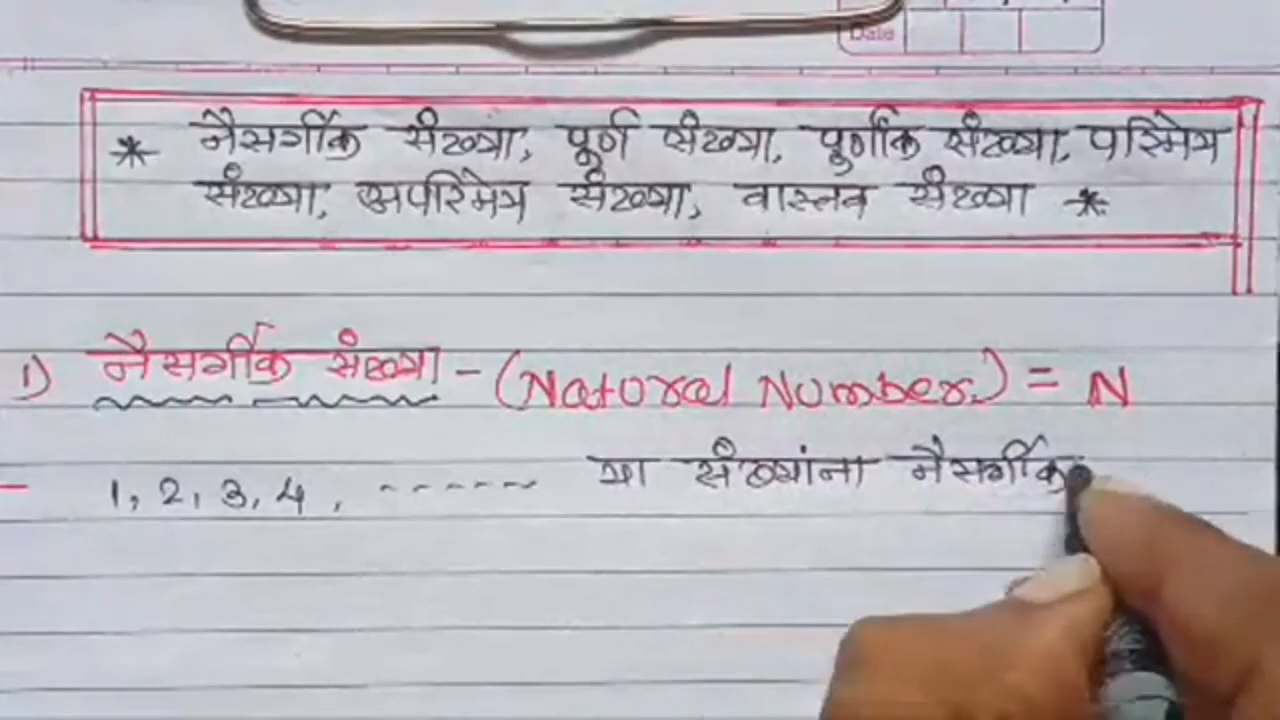 Date
* नैसर्गीक संख्या, पूर्ण संख्या, पुर्णांक संख्या, परिमेय
संख्या, अपरिमेय संख्या, वास्तव संख्या *
1) नैसर्गीक संख्या - (Natural Number.) = N
- 1, 2, 3, 4, ------ या संख्यांना नैसर्गीक